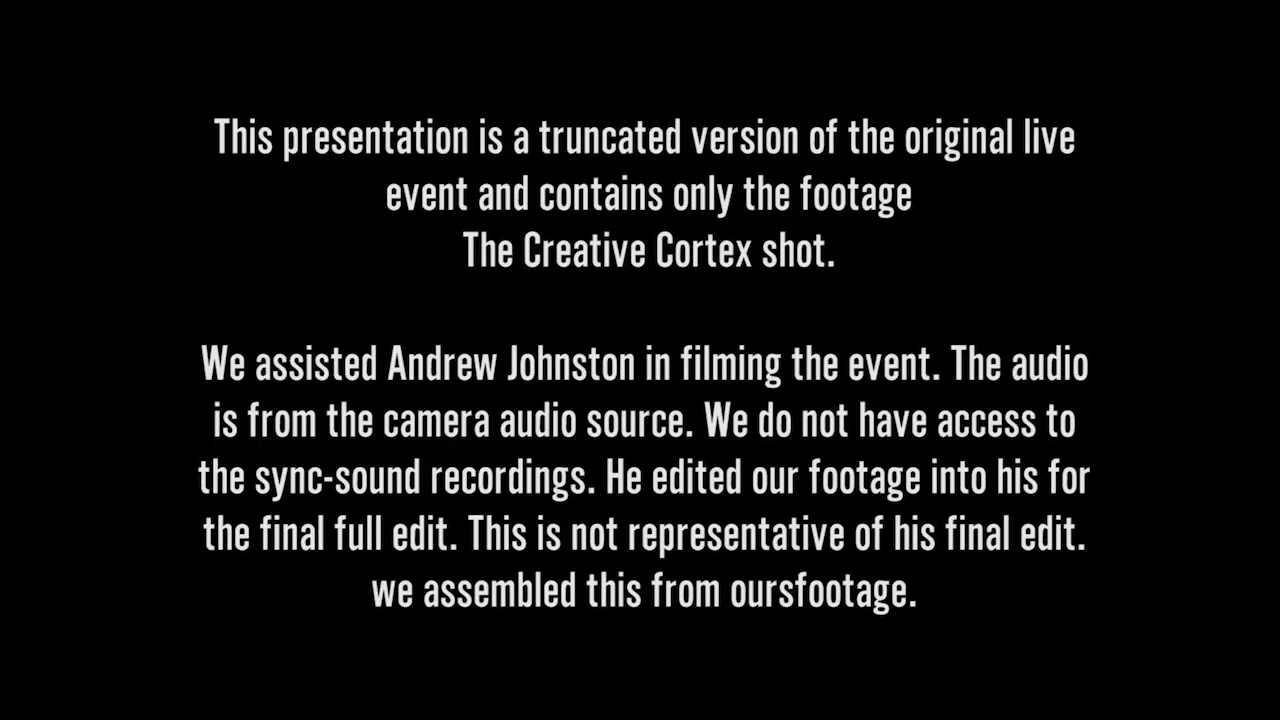 This presentation is a truncated version of the original live
event and contains only the footage
The Creative Cortex shot.
We assisted Andrew Johnston in filming the event. The audio
is from the camera audio source. We do not have access to
the sync-sound recordings. He edited our footage into his for
the final full edit. This is not representative of his final edit.
we assembled this from oursfootage.